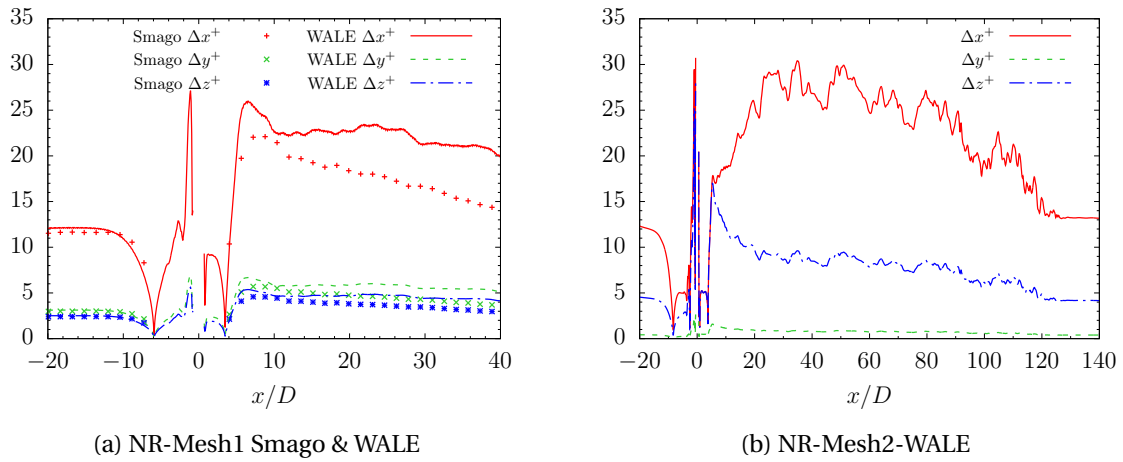 Smago Δx⁺ WALE Δx⁺
Smago Δy⁺ WALE Δy⁺
Smago Δz⁺ WALE Δz⁺
35
30
25
20
15
10
5
0
−20 −10 0 10 20 30 40
x/D
(a) NR-Mesh1 Smago & WALE
Δx⁺
Δy⁺
Δz⁺
35
30
25
20
15
10
5
0
−20 0 20 40 60 80 100 120 140
x/D
(b) NR-Mesh2-WALE